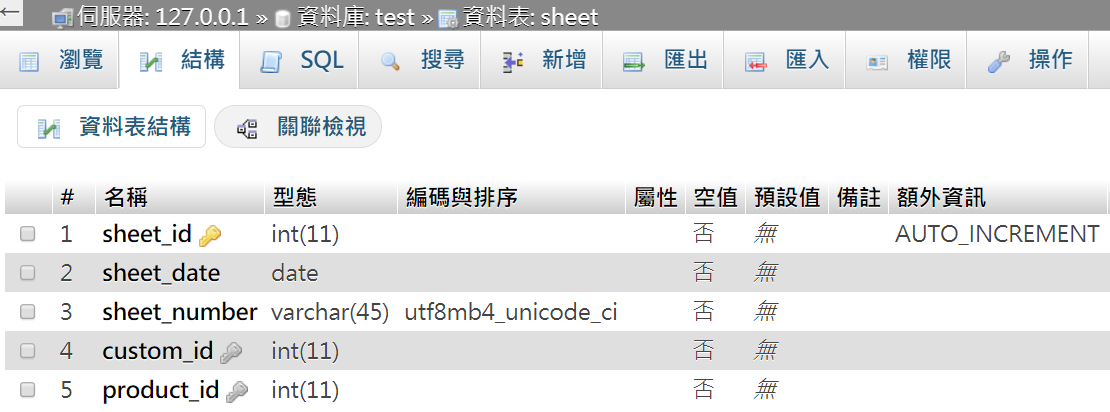 伺服器: 127.0.0.1 » 資料庫: test » 資料表: sheet
瀏覽 結構 SQL 搜尋 新增 匯出 匯入 權限 操作
資料表結構 關聯檢視
# 名稱 型態 編碼與排序 屬性 空值 預設值 備註 額外資訊
1 sheet_id int(11) 否 無 AUTO_INCREMENT
2 sheet_date date 否 無
3 sheet_number varchar(45) utf8mb4_unicode_ci 否 無
4 custom_id int(11) 否 無
5 product_id int(11) 否 無